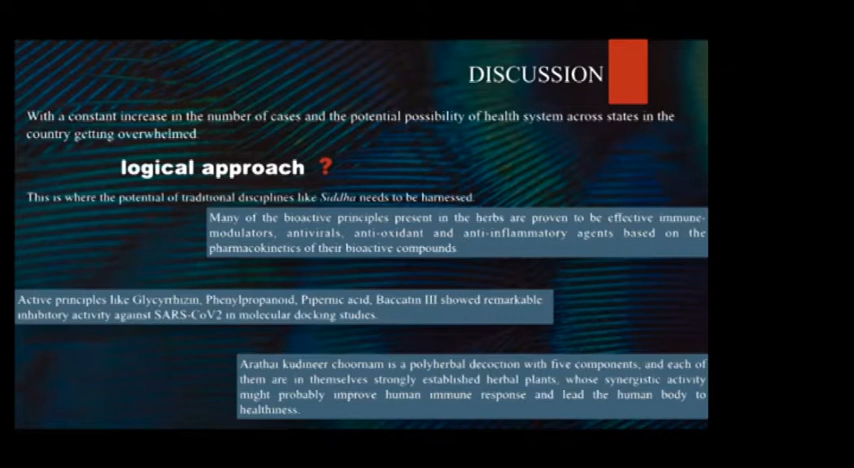 DISCUSSION
With a constant increase in the number of cases and the potential possibility of health system across states in the
country getting overwhelmed
logical approach ?
This is where the potential of traditional disciplines like Siddha needs to be harnessed.
Many of the bioactive principles present in the herbs are proven to be effective immune-
modulators, antivirals, anti-oxidant and anti-inflammatory agents based on the
pharmacokinetics of their bioactive compounds
Active principles like Glycyrrhizin, Phenylpropanoid, Pipernic acid, Baccatin III showed remarkable
inhibitory activity against SARS-CoV2 in molecular docking studies.
Arathai kudineer choornam is a polyherbal decoction with five components, and each of
them are in themselves strongly established herbal plants, whose synergistic activity
might probably improve human immune response and lead the human body to
healthiness.